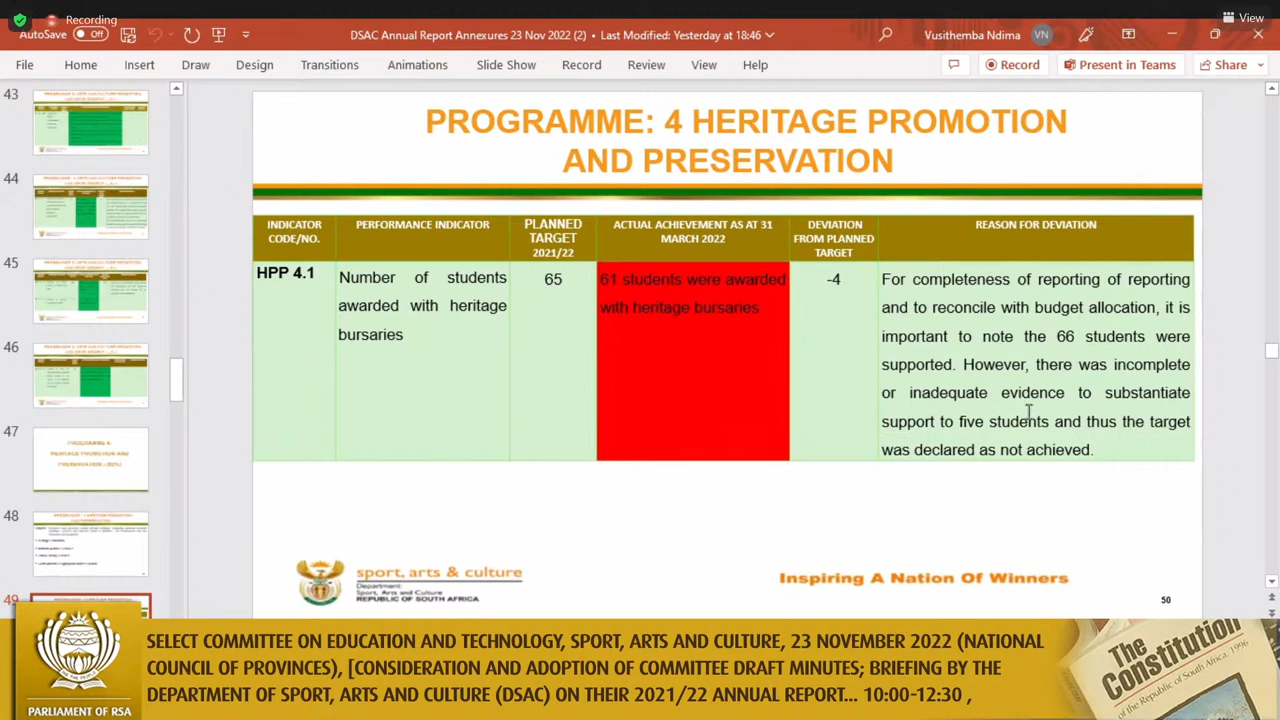 Recording
View
AutoSave Off
DSAC Annual Report Annexures 23 Nov 2022 (2) • Last Modified: Yesterday at 18:46
Vusithemba Ndima VN
File Home Insert Draw Design Transitions Animations Slide Show Record Review View Help
Record Present in Teams Share
43
44
45
46
47
48
49
PROGRAMME: 4 HERITAGE PROMOTION
AND PRESERVATION
INDICATOR
CODE/NO.
PERFORMANCE INDICATOR
PLANNED
TARGET
2021/22
ACTUAL ACHIEVEMENT AS AT 31
MARCH 2022
DEVIATION
FROM PLANNED
TARGET
REASON FOR DEVIATION
HPP 4.1
Number of students
awarded with heritage
bursaries
65
61 students were awarded
with heritage bursaries
-4
For completeness of reporting of reporting
and to reconcile with budget allocation, it is
important to note the 66 students were
supported. However, there was incomplete
or inadequate evidence to substantiate
support to five students and thus the target
was declared as not achieved.
sport, arts & culture
Department:
Sport, Arts and Culture
REPUBLIC OF SOUTH AFRICA
Inspiring A Nation Of Winners
50
PARLIAMENT OF RSA
SELECT COMMITTEE ON EDUCATION AND TECHNOLOGY, SPORT, ARTS AND CULTURE, 23 NOVEMBER 2022 (NATIONAL
COUNCIL OF PROVINCES), [CONSIDERATION AND ADOPTION OF COMMITTEE DRAFT MINUTES; BRIEFING BY THE
DEPARTMENT OF SPORT, ARTS AND CULTURE (DSAC) ON THEIR 2021/22 ANNUAL REPORT... 10:00-12:30 ,
The
Constitution
of the Republic of South Africa, 1996